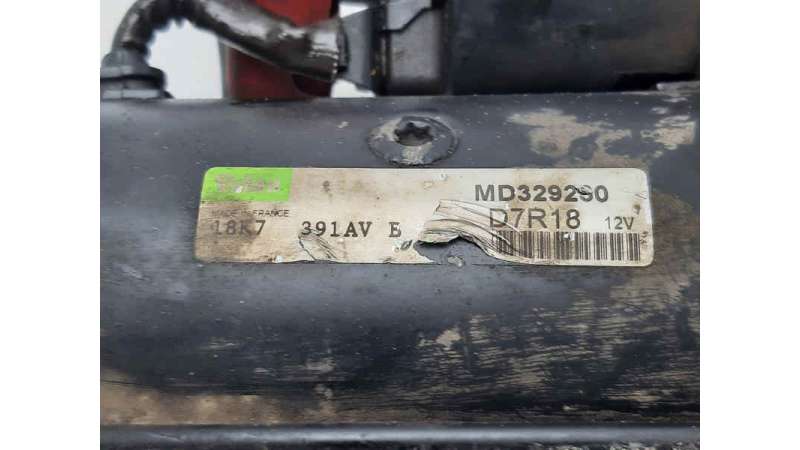 MADE IN FRANCE
MD329290
18K7 391AV E
D7R18 12V